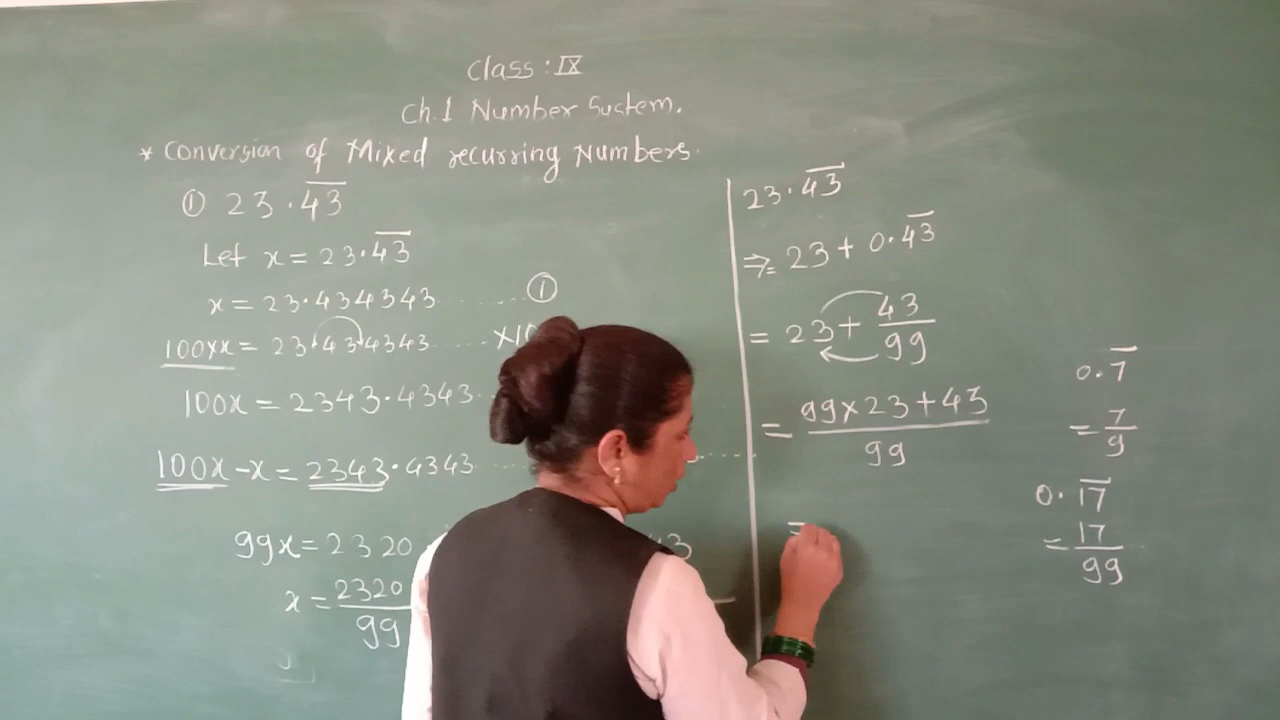 Class : IX
Ch.1 Number System.
* Conversion of Mixed recurring Numbers.
① 23.4̅3̅
Let x = 23.4̅3̅
x = 23.434343 ........ ①
100×x = 23.434343 ..... ×10
100x = 2343.4343..
100x - x = 2343.4343 ........
99x = 2320
x = 2320/99
23.4̅3̅
⇒ 23 + 0.4̅3̅
= 23 + 43/99
= (99×23+43)/99
=
0.7̅
= 7/9
0.1̅7̅
= 17/99